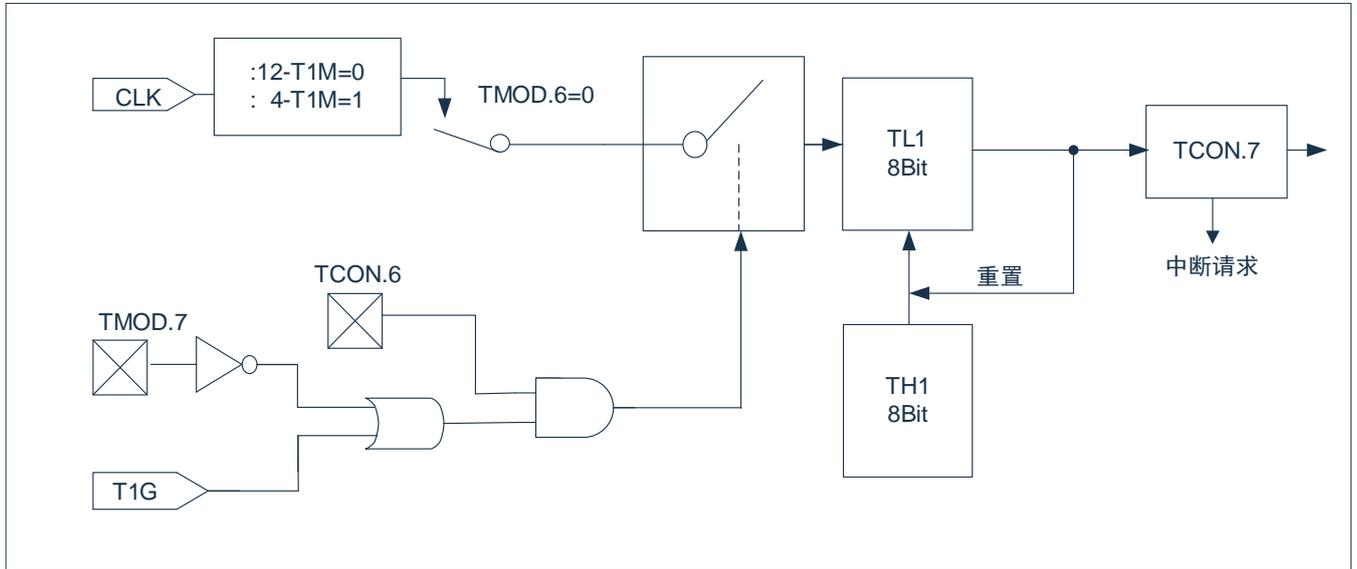 CLK
:12-T1M=0
: 4-T1M=1
TMOD.6=0
TL1
8Bit
TCON.7
中断请求
重置
TCON.6
TMOD.7
TH1
8Bit
T1G